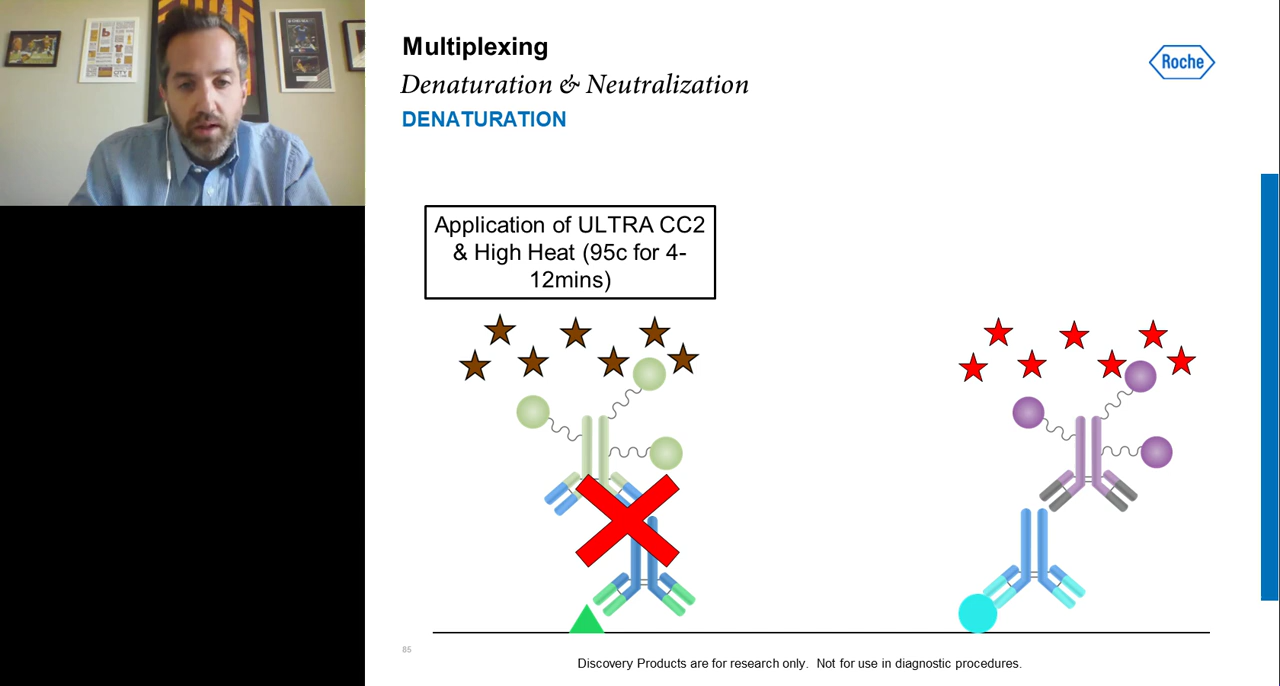 Multiplexing
Denaturation & Neutralization
DENATURATION
Roche
Application of ULTRA CC2
& High Heat (95c for 4-
12mins)
85
Discovery Products are for research only.  Not for use in diagnostic procedures.